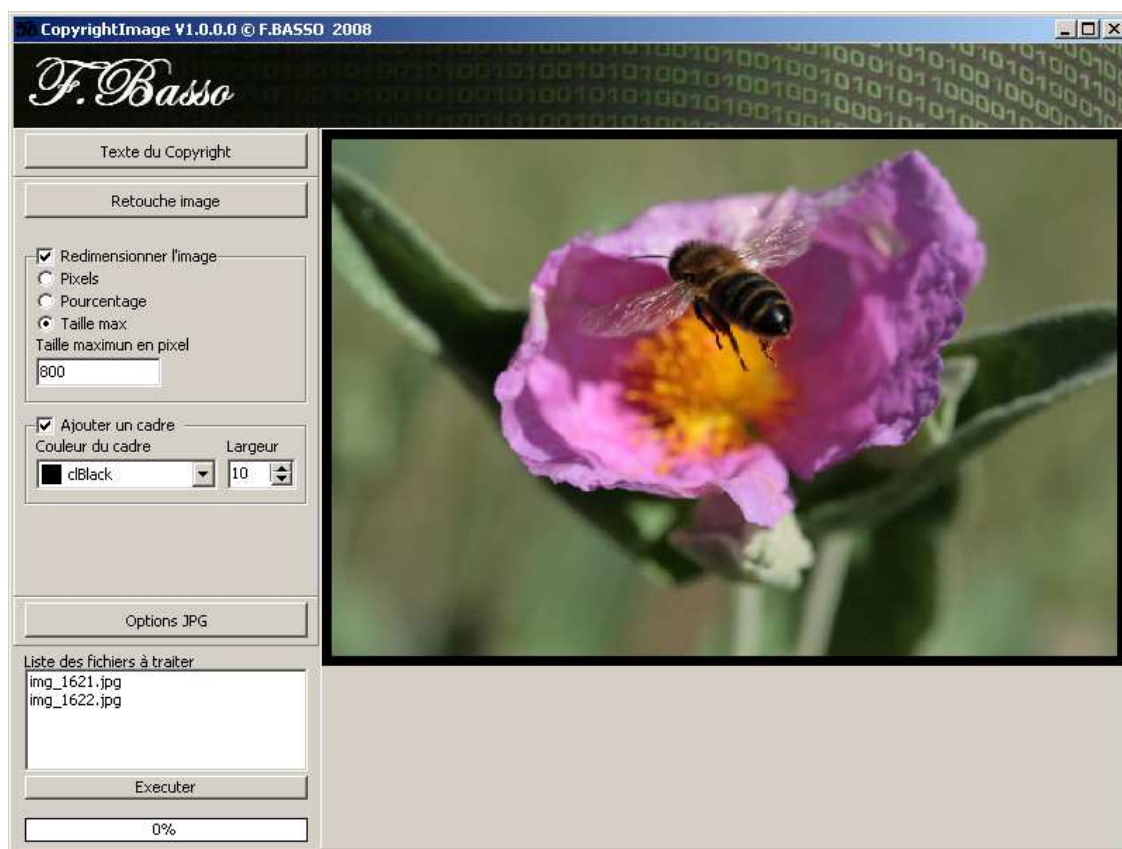 CopyrightImage V1.0.0.0 © F.BASSO 2008
F.Basso
Texte du Copyright
Retouche image
Redimensionner l'image
Pixels
Pourcentage
Taille max
Taille maximun en pixel
800
Ajouter un cadre
Couleur du cadre Largeur
clBlack 10
Options JPG
Liste des fichiers à traiter
img_1621.jpg
img_1622.jpg
Executer
0%